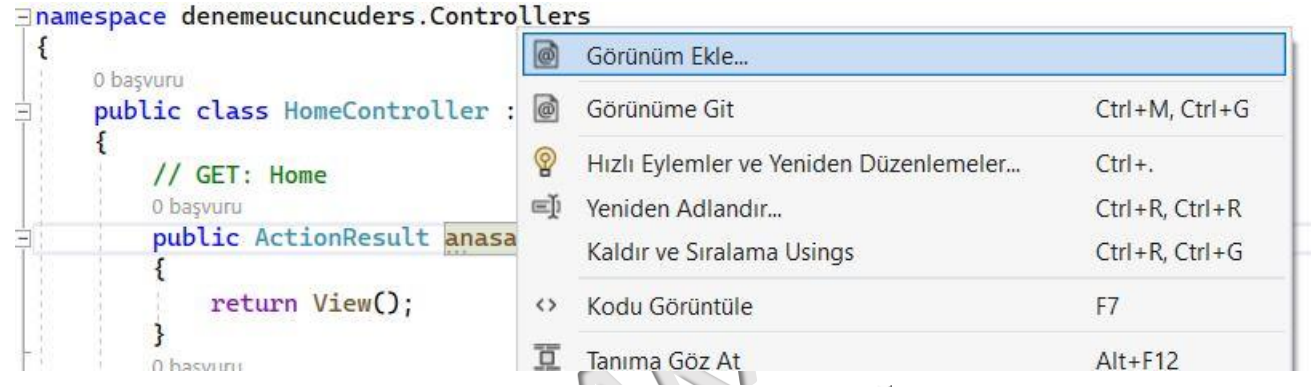 namespace denemeucuncuders.Controllers
{
0 başvuru
public class HomeController :
{
// GET: Home
0 başvuru
public ActionResult anasa
{
return View();
}
0 başvuru
Görünüm Ekle...
Görünüme Git Ctrl+M, Ctrl+G
Hızlı Eylemler ve Yeniden Düzenlemeler... Ctrl+.
Yeniden Adlandır... Ctrl+R, Ctrl+R
Kaldır ve Sıralama Usings Ctrl+R, Ctrl+G
Kodu Görüntüle F7
Tanıma Göz At Alt+F12